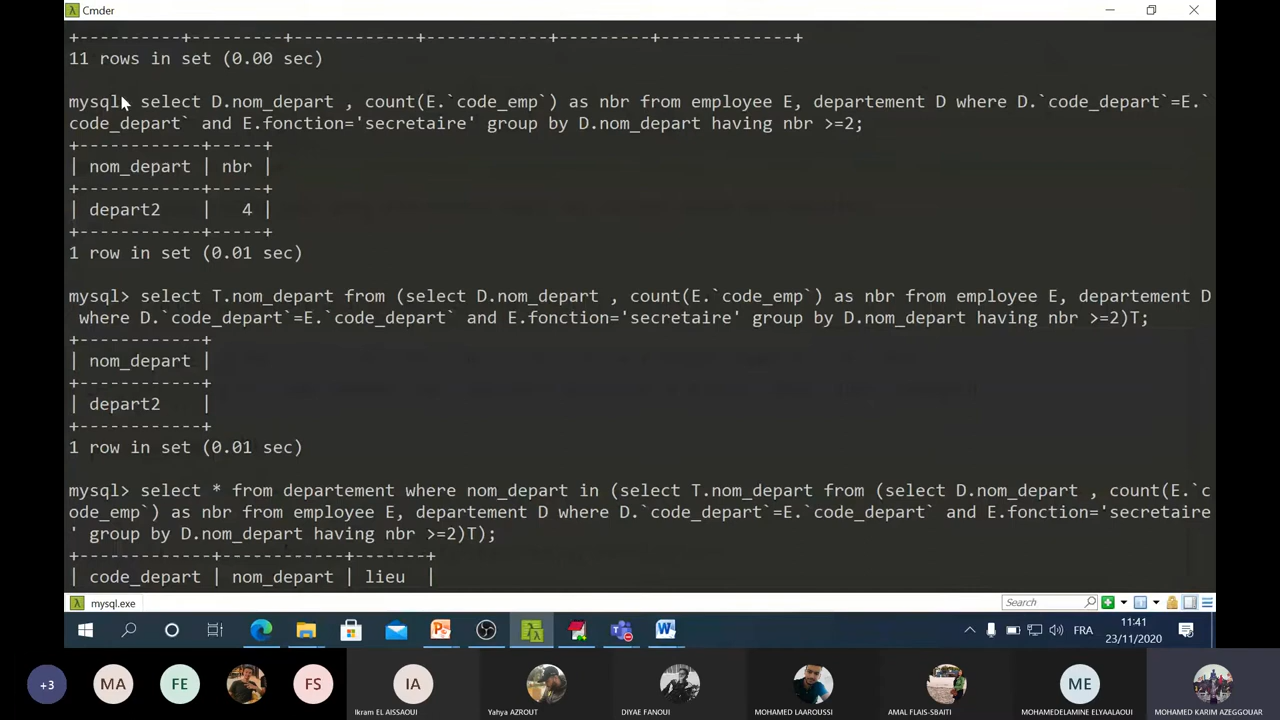 Cmder
+----------+---------+------------+------------+---------+-------------+
11 rows in set (0.00 sec)
mysql> select D.nom_depart , count(E.`code_emp`) as nbr from employee E, departement D where D.`code_depart`=E.`
code_depart` and E.fonction='secretaire' group by D.nom_depart having nbr >=2;
+------------+-----+
| nom_depart | nbr |
+------------+-----+
| depart2    |   4 |
+------------+-----+
1 row in set (0.01 sec)
mysql> select T.nom_depart from (select D.nom_depart , count(E.`code_emp`) as nbr from employee E, departement D
 where D.`code_depart`=E.`code_depart` and E.fonction='secretaire' group by D.nom_depart having nbr >=2)T;
+------------+
| nom_depart |
+------------+
| depart2    |
+------------+
1 row in set (0.01 sec)
mysql> select * from departement where nom_depart in (select T.nom_depart from (select D.nom_depart , count(E.`c
ode_emp`) as nbr from employee E, departement D where D.`code_depart`=E.`code_depart` and E.fonction='secretaire
' group by D.nom_depart having nbr >=2)T);
+-------------+------------+-------+
| code_depart | nom_depart | lieu  |
mysql.exe
Search
FRA
11:41
23/11/2020
+3
MA
FE
FS
IA
ME
Ikram EL AISSAOUI
Yahya AZROUT
DIYAE FANOUI
MOHAMED LAAROUSSI
AMAL FLAIS-SBAITI
MOHAMEDELAMINE ELYAALAOUI
MOHAMED KARIM AZEGGOUAR